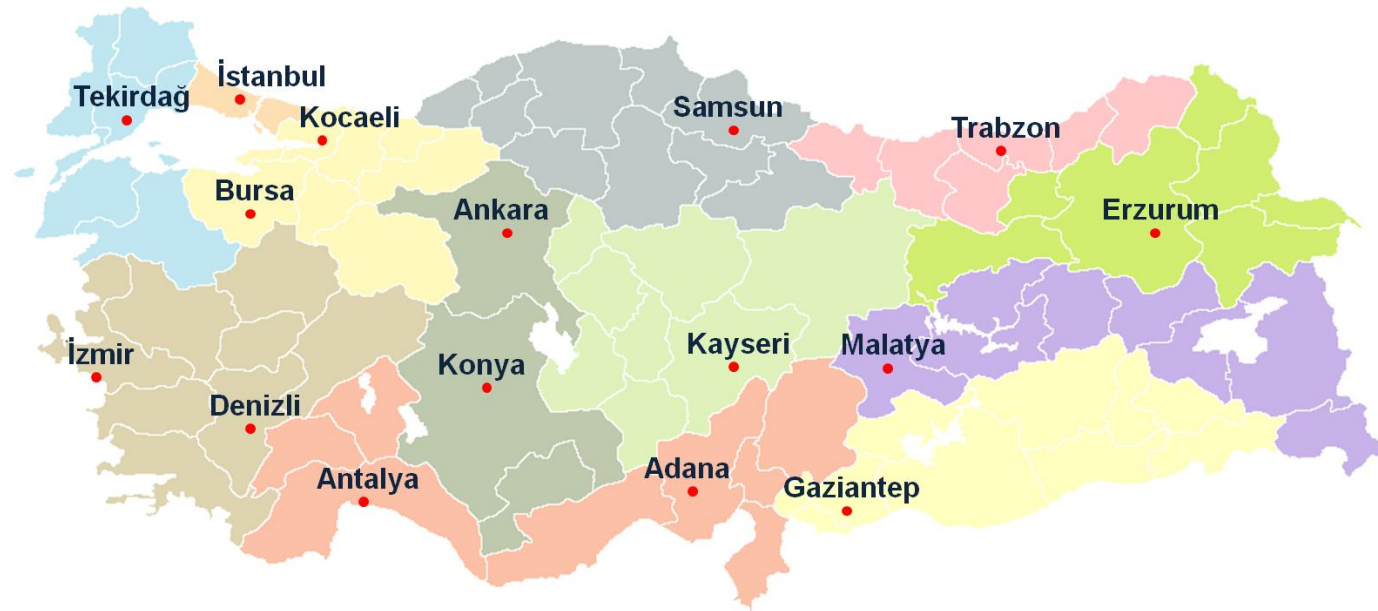 İstanbul
Tekirdağ
Kocaeli
Samsun
Trabzon
Bursa
Ankara
Erzurum
İzmir
Konya
Kayseri
Malatya
Denizli
Antalya
Adana
Gaziantep